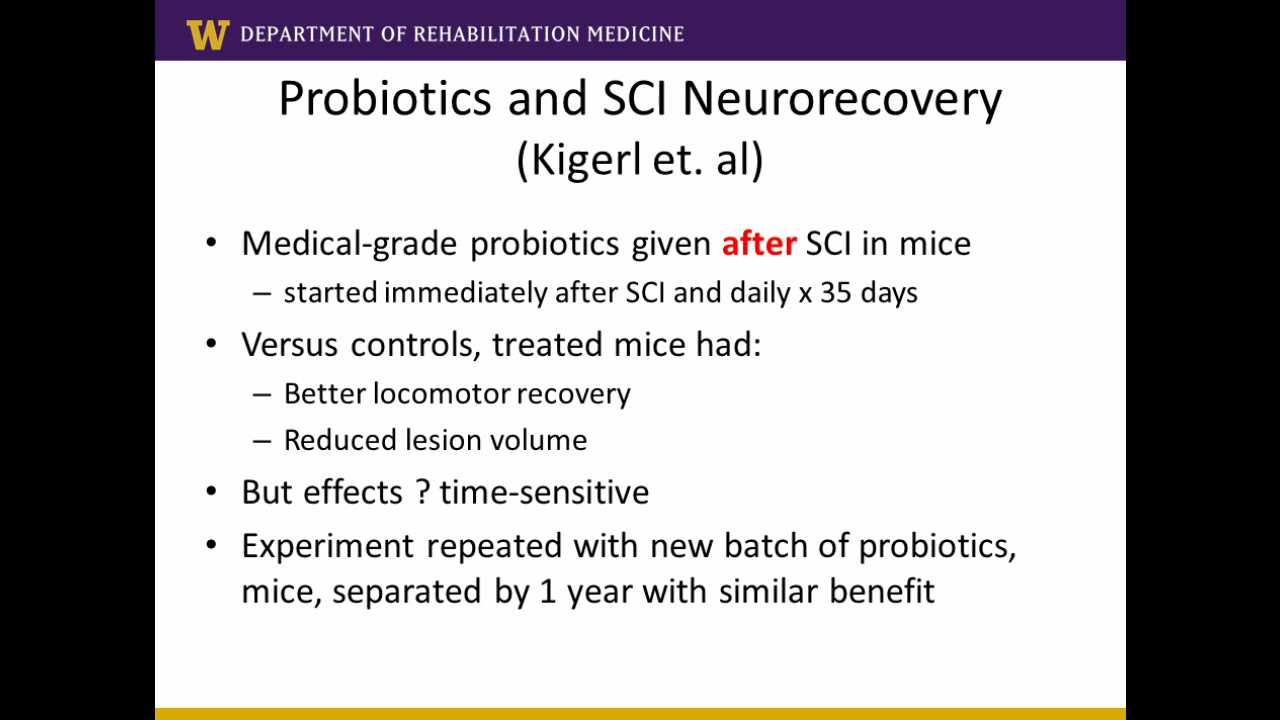 W DEPARTMENT OF REHABILITATION MEDICINE
Probiotics and SCI Neurorecovery
(Kigerl et. al)
• Medical-grade probiotics given after SCI in mice
– started immediately after SCI and daily x 35 days
• Versus controls, treated mice had:
– Better locomotor recovery
– Reduced lesion volume
• But effects ? time-sensitive
• Experiment repeated with new batch of probiotics,
mice, separated by 1 year with similar benefit